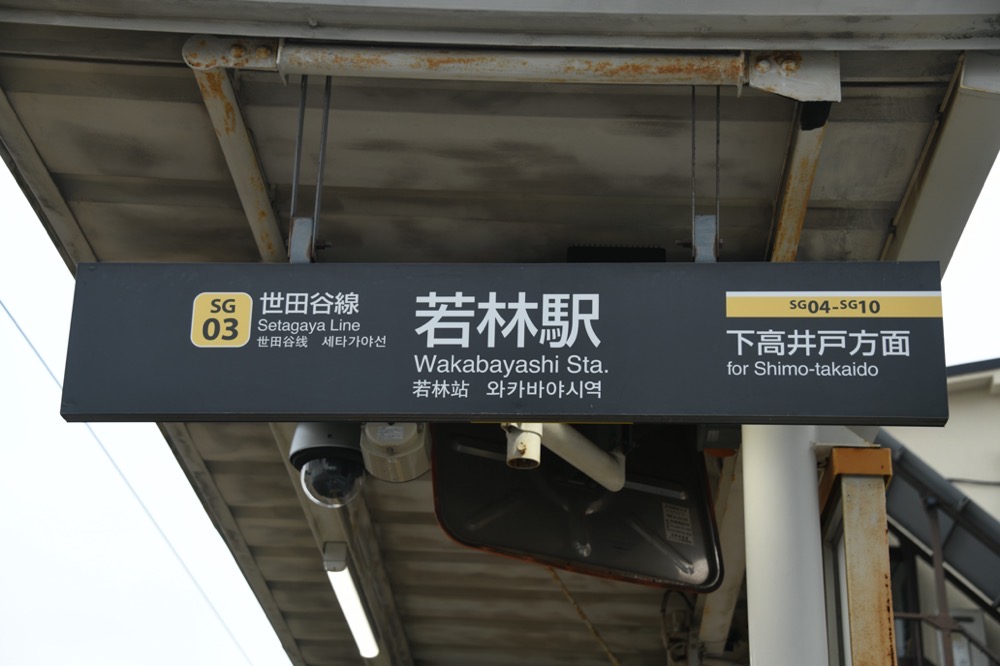 SG
03
世田谷線
Setagaya Line
世田谷线 세타가야선
若林駅
Wakabayashi Sta.
若林站 와카바야시역
SG04-SG10
下高井戸方面
for Shimo-takaido